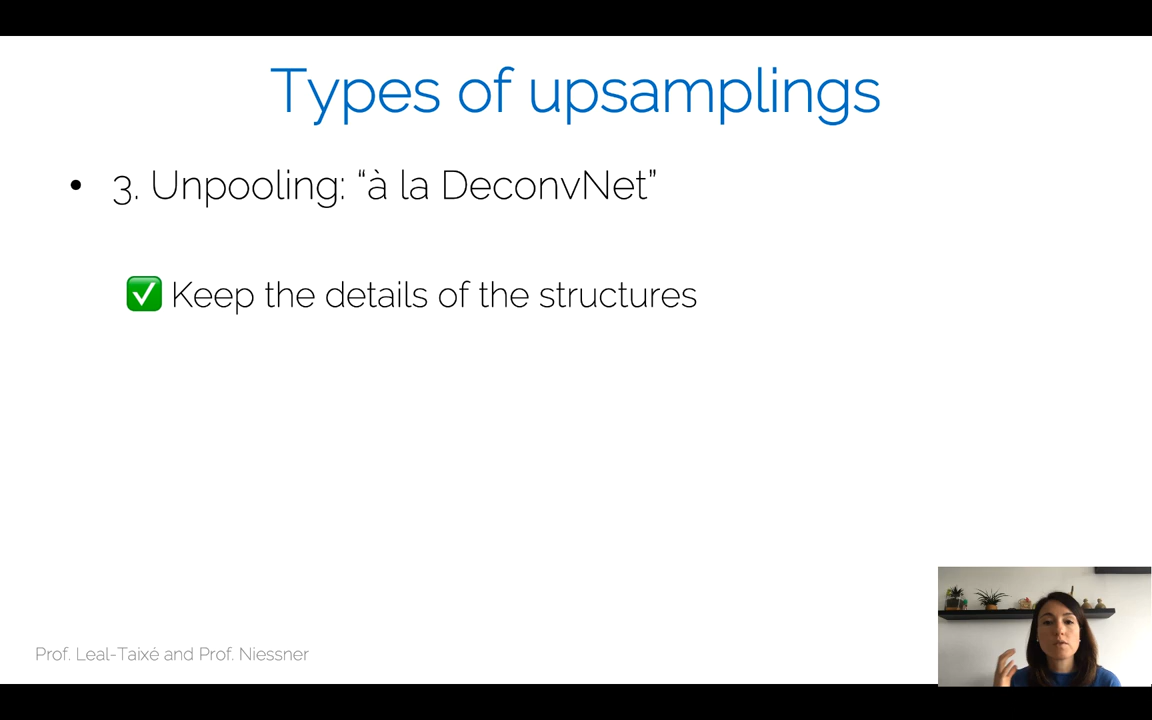 Types of upsamplings
• 3. Unpooling: “à la DeconvNet”
✅ Keep the details of the structures
Prof. Leal-Taixé and Prof. Niessner